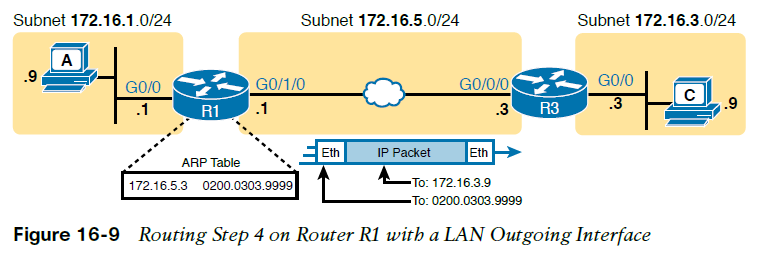 Subnet 172.16.1.0/24
Subnet 172.16.5.0/24
Subnet 172.16.3.0/24
A
.9
G0/0
.1
R1
G0/1/0
.1
G0/0/0
.3
R3
G0/0
.3
C
.9
ARP Table
172.16.5.3 0200.0303.9999
Eth IP Packet Eth
To: 172.16.3.9
To: 0200.0303.9999
Figure 16-9 Routing Step 4 on Router R1 with a LAN Outgoing Interface